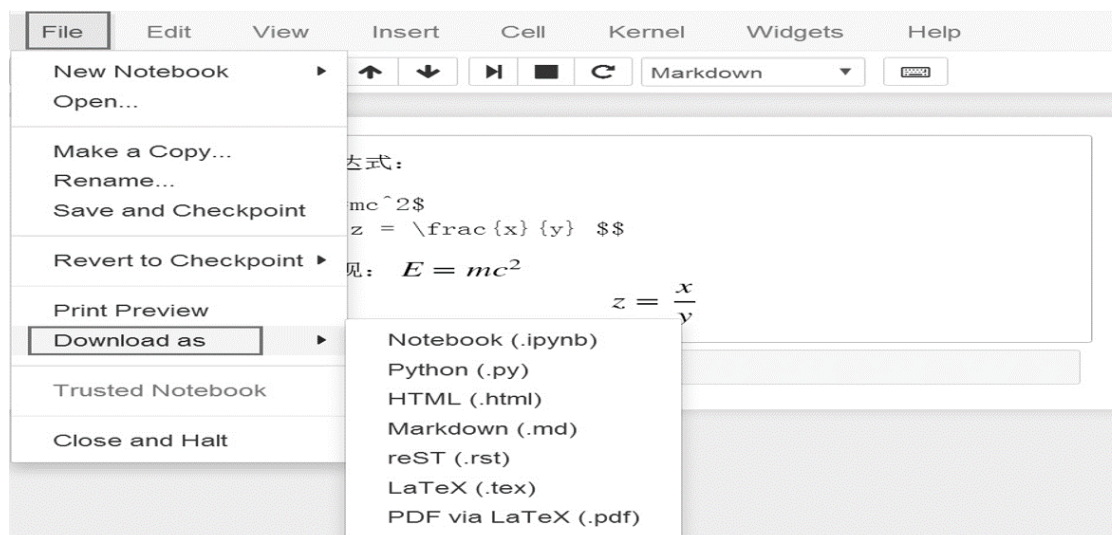 File Edit View Insert Cell Kernel Widgets Help
New Notebook
Markdown
Open...
Make a Copy...
达式：
Rename...
Save and Checkpoint
mc^2$
z = \frac{x}{y} $$
Revert to Checkpoint
现： E = mc²
z = x/y
Print Preview
Download as
Notebook (.ipynb)
Python (.py)
Trusted Notebook
HTML (.html)
Markdown (.md)
Close and Halt
reST (.rst)
LaTeX (.tex)
PDF via LaTeX (.pdf)